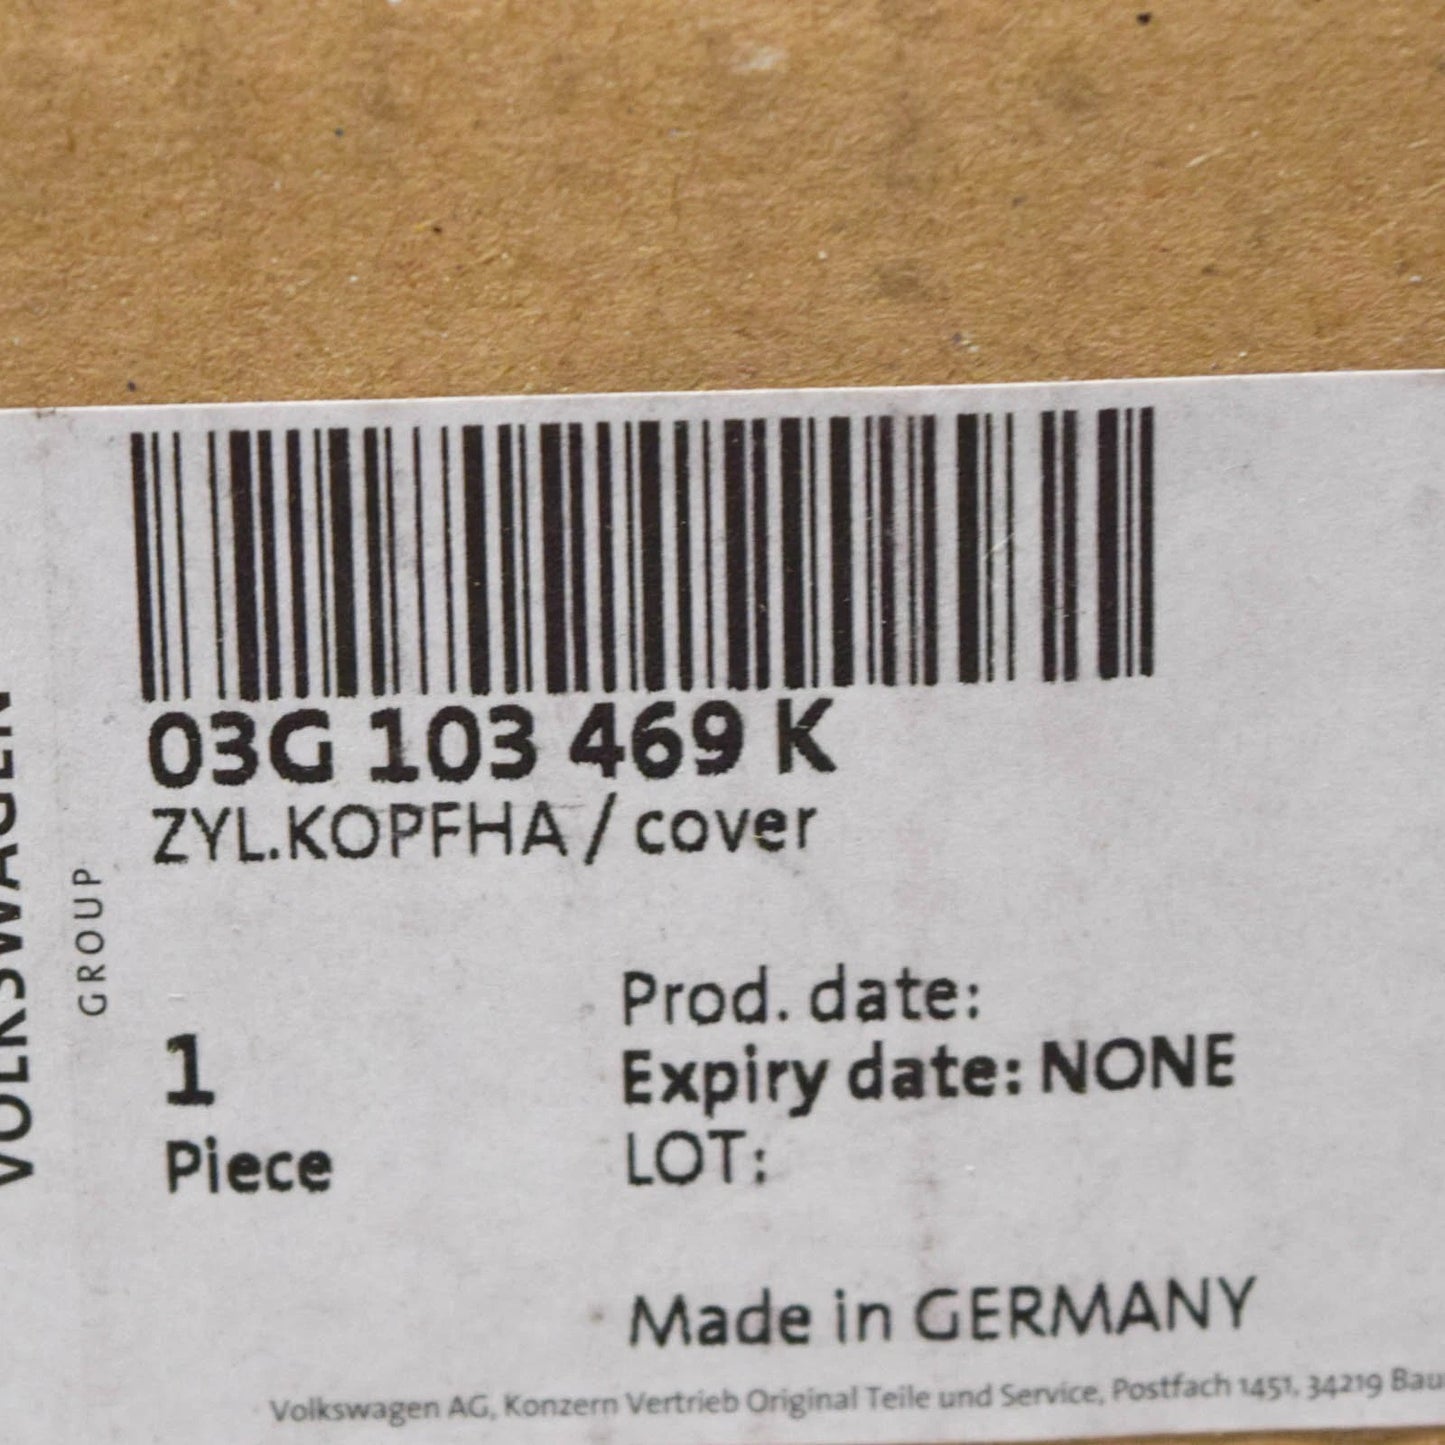 VOLKSWAGEN
GROUP
03G 103 469 K
ZYL.KOPFHA / cover
1
Piece
Prod. date:
Expiry date: NONE
LOT:
Made in GERMANY
Volkswagen AG, Konzern Vertrieb Original Teile und Service, Postfach 1451, 34219 Bau